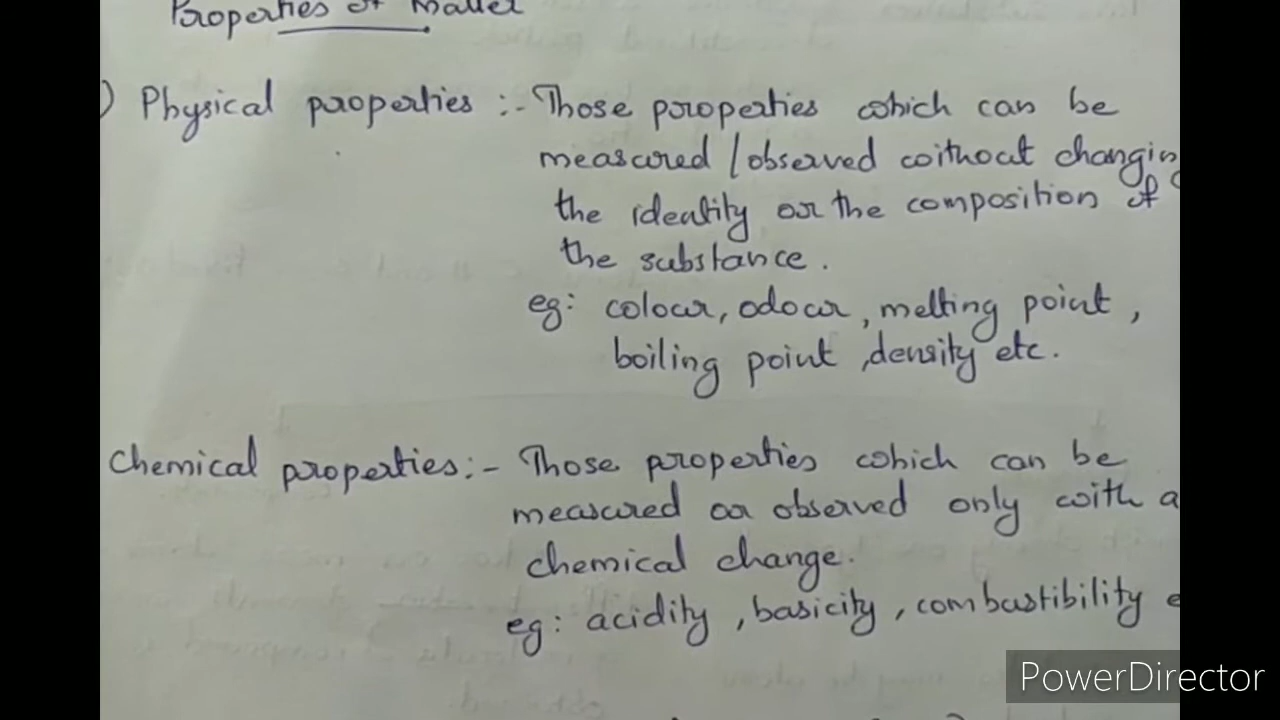 Properties of Matter
) Physical properties :- Those properties which can be
measured / observed without changing
the identity or the composition of
the substance.
eg: colour, odour, melting point,
boiling point, density etc.
Chemical properties:- Those properties which can be
measured or observed only with a
chemical change.
eg: acidity, basicity, combustibility e
PowerDirector